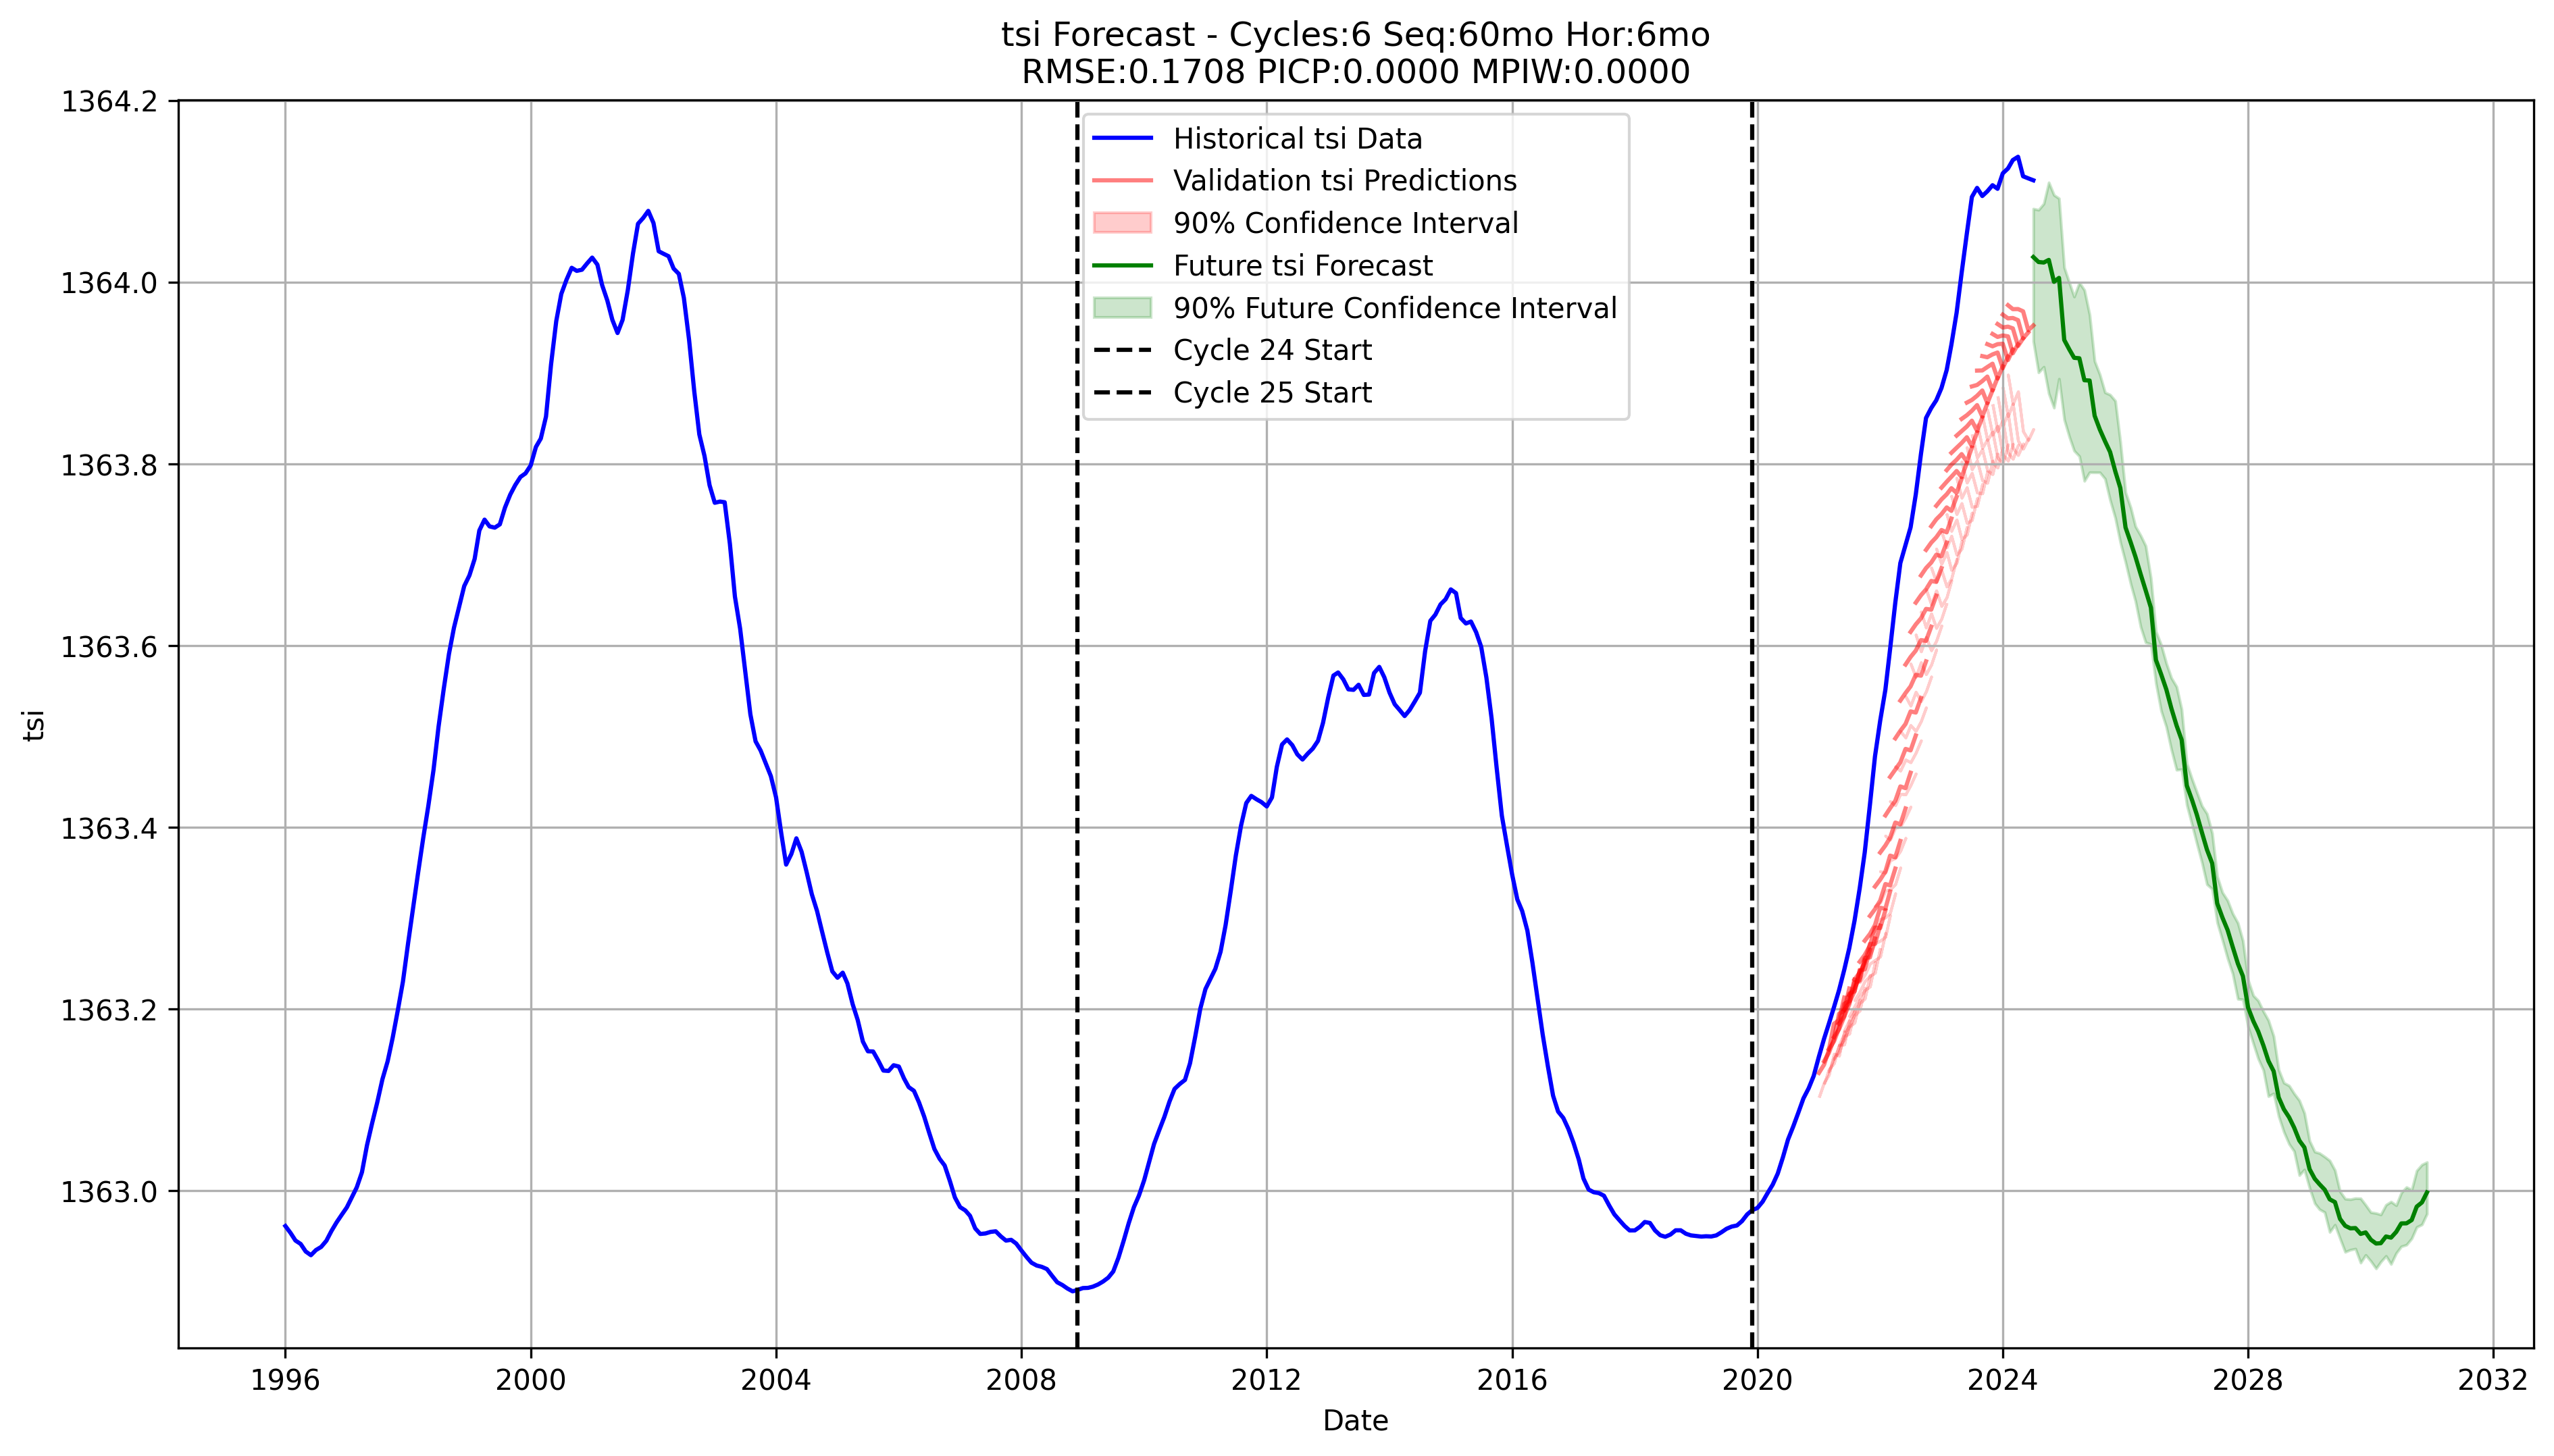 tsi Forecast - Cycles:6 Seq:60mo Hor:6mo
RMSE:0.1708 PICP:0.0000 MPIW:0.0000
1364.2
1364.0
1363.8
1363.6
1363.4
1363.2
1363.0
tsi
Historical tsi Data
Validation tsi Predictions
90% Confidence Interval
Future tsi Forecast
90% Future Confidence Interval
Cycle 24 Start
Cycle 25 Start
1996 2000 2004 2008 2012 2016 2020 2024 2028 2032
Date